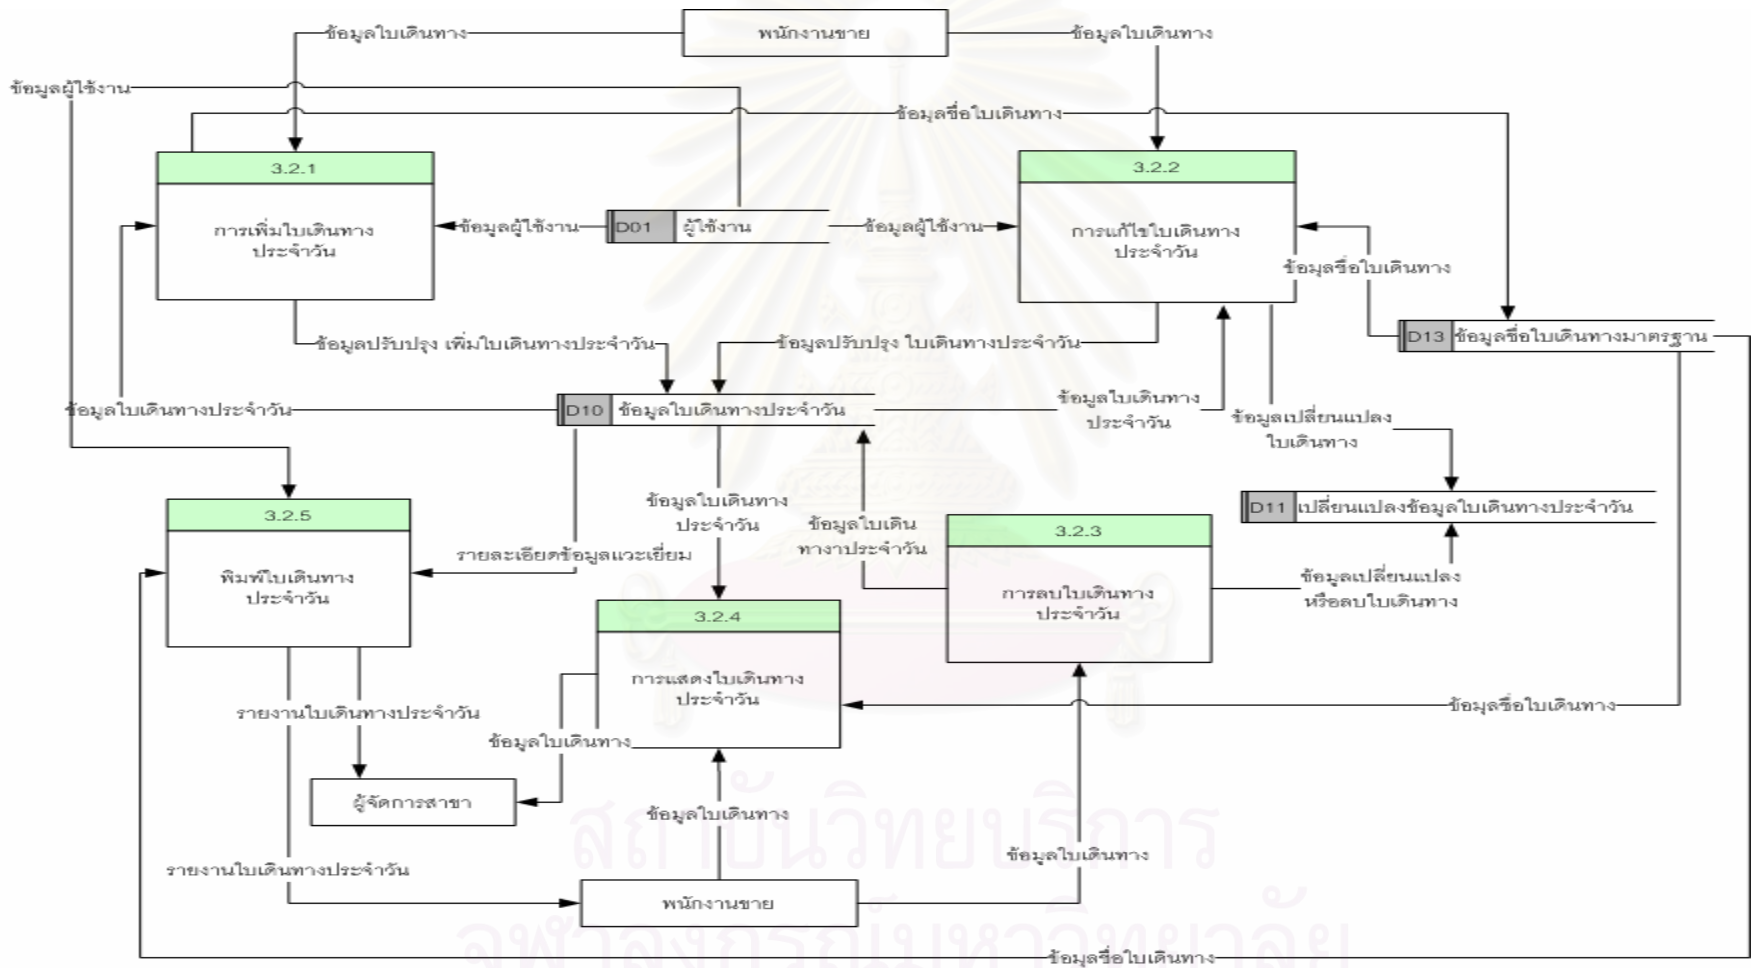 ข้อมูลใบเดินทาง
พนักงานขาย
ข้อมูลใบเดินทาง
ข้อมูลผู้ใช้งาน
ข้อมุลชื่อใบเดินทาง
3.2.1
3.2.2
การเพิ่มใบเดินทาง
ประจำวัน
ข้อมูลผู้ใช้งาน
D01
ผู้ใช้งาน
ข้อมูลผู้ใช้งาน
การแก้ไขใบเดินทาง
ประจำวัน
ข้อมุลชื่อใบเดินทาง
ข้อมูลปรับปรุง เพิ่มใบเดินทางประจำวัน
ข้อมูลปรับปรุง ใบเดินทางประจำวัน
D13
ข้อมุลชื่อใบเดินทางมาตรฐาน
ข้อมูลใบเดินทางประจำวัน
D10
ข้อมูลใบเดินทางประจำวัน
ข้อมูลใบเดินทาง
ประจำวัน
ข้อมูลเปลี่ยนแปลง
ใบเดินทาง
3.2.5
ข้อมูลใบเดินทาง
ประจำวัน
D11
เปลี่ยนแปลงข้อมูลใบเดินทางประจำวัน
ข้อมูลใบเดิน
ทางาประจำวัน
3.2.3
รายละเอียดข้อมูลแวะเยี่ยม
พิมพ์ใบเดินทาง
ประจำวัน
การลบใบเดินทาง
ประจำวัน
ข้อมูลเปลี่ยนแปลง
หรือลบใบเดินทาง
3.2.4
การแสดงใบเดินทาง
ประจำวัน
รายงานใบเดินทางประจำวัน
ข้อมูลใบเดินทาง
ข้อมุลชื่อใบเดินทาง
ผู้จัดการสาขา
ข้อมูลใบเดินทาง
สถาบันวิทยบริการ
ข้อมูลใบเดินทาง
รายงานใบเดินทางประจำวัน
พนักงานขาย
จุฬาลงกรณ์มหาวิทยาลัย
ข้อมุลชื่อใบเดินทาง